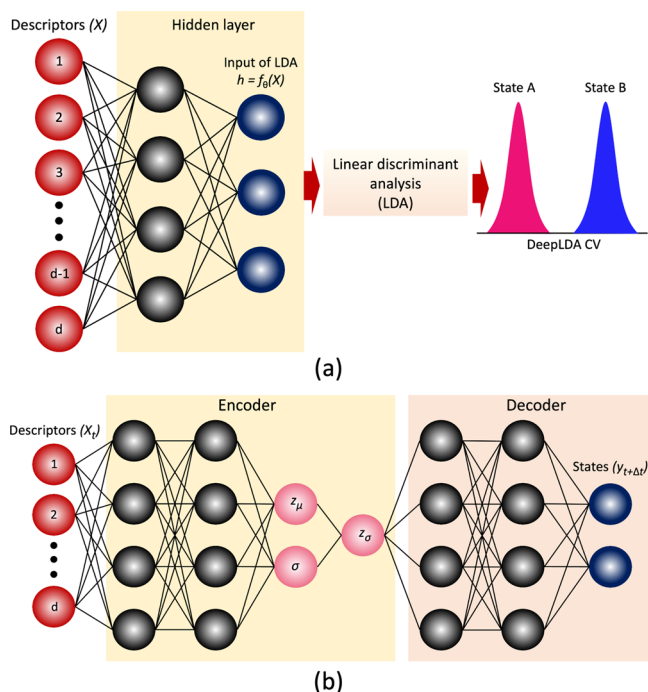 Descriptors (X)
Hidden layer
1
2
3
d-1
d
Input of LDA
h = fθ(X)
Linear discriminant
analysis
(LDA)
State A
State B
DeepLDA CV
(a)
Encoder
Decoder
Descriptors (Xt)
1
2
d
zμ
σ
zσ
States (yt+Δt)
(b)